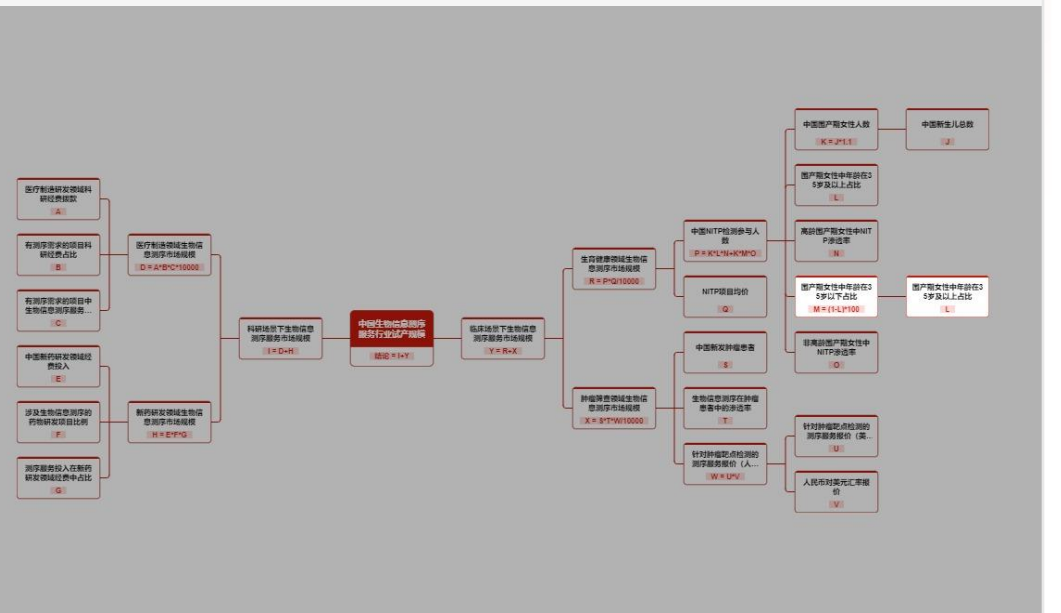 中国围产期女性人数
K = J*1.1
中国新生儿总数
J
围产期女性中年龄在3
5岁及以上占比
L
医疗制造研发领域科
研经费拨款
A
高龄围产期女性中NIT
P渗透率
N
中国NITP检测参与人
数
P = K*L*N+K*M*O
有测序需求的项目科
研经费占比
B
医疗制造领域生物信
息测序市场规模
D = A*B*C*10000
生育健康领域生物信
息测序市场规模
R = P*Q/10000
围产期女性中年龄在3
5岁以下占比
M = (1-L)*100
围产期女性中年龄在3
5岁及以上占比
L
NITP项目均价
Q
有测序需求的项目中
生物信息测序服务...
C
科研场景下生物信息
测序服务市场规模
I = D+H
中国生物信息测序
服务行业试产规模
结论 = I+Y
临床场景下生物信息
测序服务市场规模
Y = R+X
非高龄围产期女性中
NITP渗透率
O
中国新发肿瘤患者
S
中国新药研发领域经
费投入
E
涉及生物信息测序的
药物研发项目比例
F
新药研发领域生物信
息测序市场规模
H = E*F*G
肿瘤筛查领域生物信
息测序市场规模
X = S*T*W/10000
生物信息测序在肿瘤
患者中的渗透率
T
针对肿瘤靶点检测的
测序服务报价（美...
U
测序服务投入在新药
研发领域经费中占比
G
针对肿瘤靶点检测的
测序服务报价（人...
W = U*V
人民币对美元汇率报
价
V